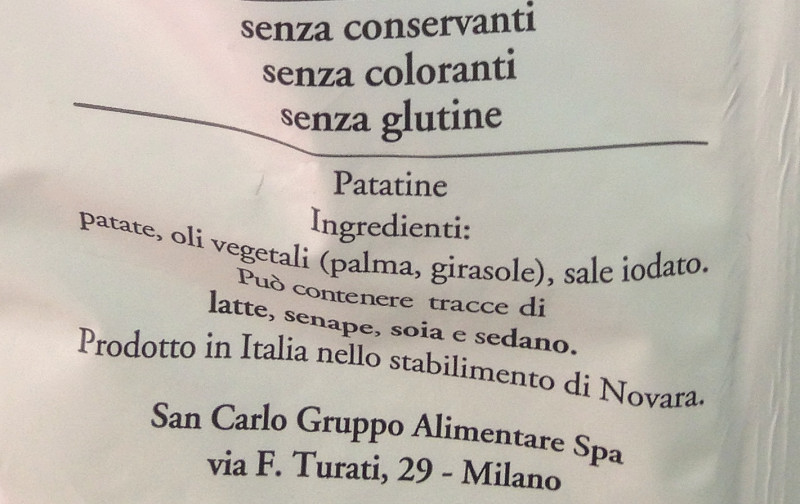 senza conservanti
senza coloranti
senza glutine
Patatine
Ingredienti:
patate, oli vegetali (palma, girasole), sale iodato.
Può contenere tracce di
latte, senape, soia e sedano.
Prodotto in Italia nello stabilimento di Novara.
San Carlo Gruppo Alimentare Spa
via F. Turati, 29 - Milano